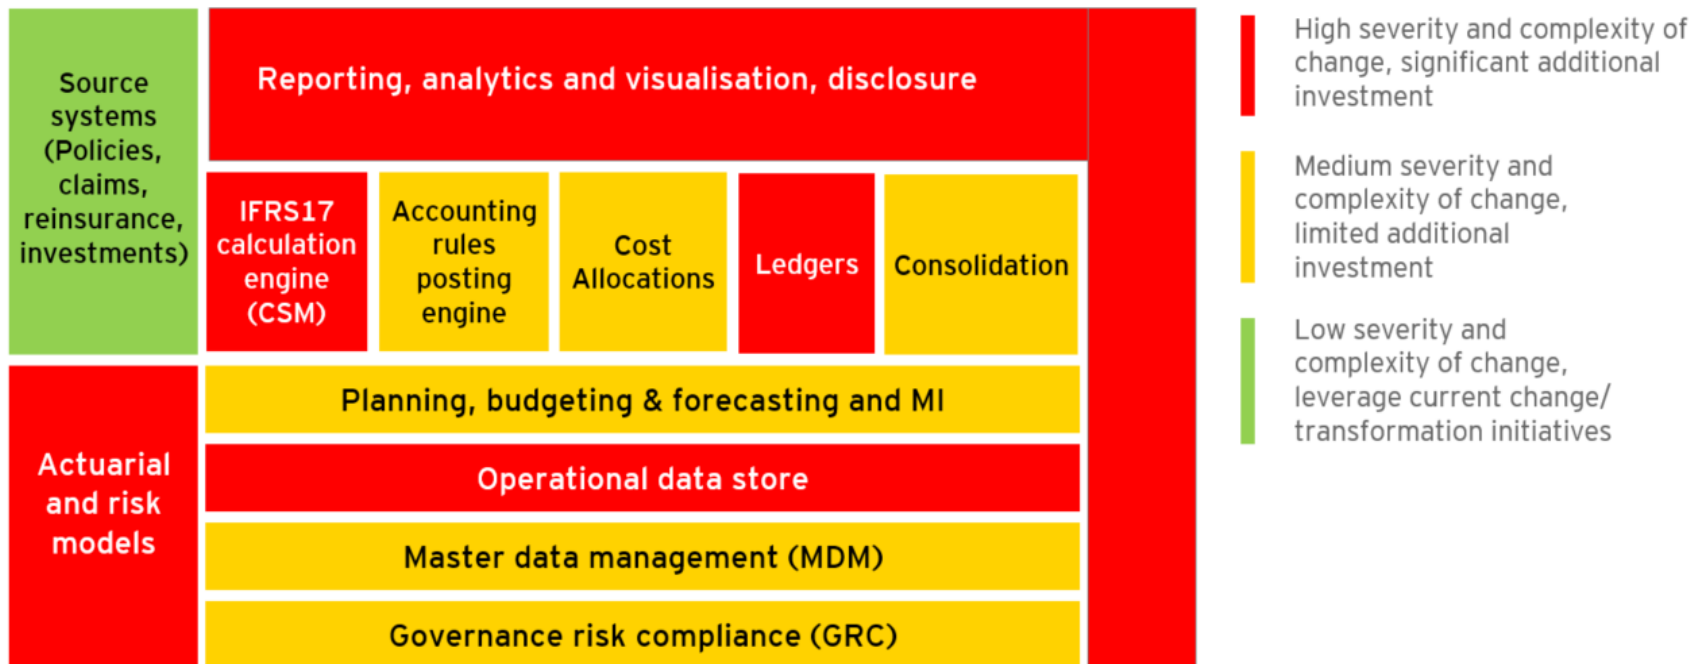 Source
systems
(Policies,
claims,
reinsurance,
investments)
Reporting, analytics and visualisation, disclosure
IFRS17
calculation
engine
(CSM)
Accounting
rules
posting
engine
Cost
Allocations
Ledgers
Consolidation
Actuarial
and risk
models
Planning, budgeting & forecasting and MI
Operational data store
Master data management (MDM)
Governance risk compliance (GRC)
High severity and complexity of
change, significant additional
investment
Medium severity and
complexity of change,
limited additional
investment
Low severity and
complexity of change,
leverage current change/
transformation initiatives